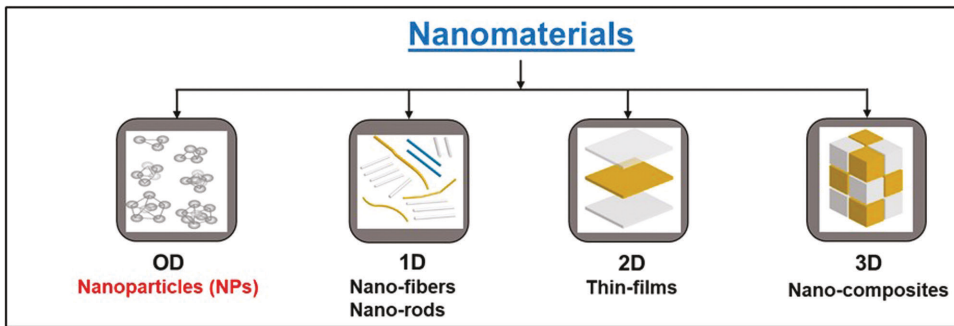 Nanomaterials
OD
1D
2D
3D
Nanoparticles (NPs)
Nano-fibers
Nano-rods
Thin-films
Nano-composites